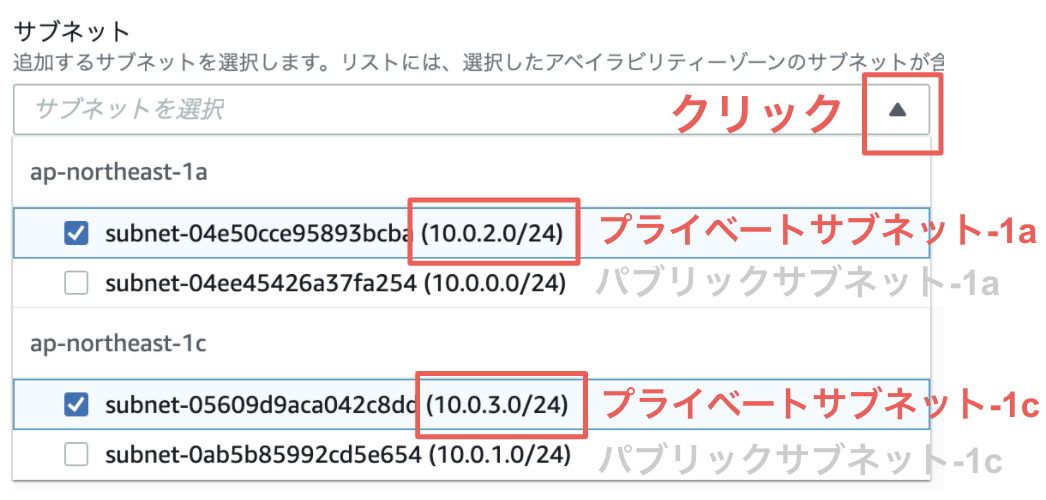 サブネット
追加するサブネットを選択します。リストには、選択したアベイラビリティーゾーンのサブネットが含
サブネットを選択 クリック ▲
ap-northeast-1a
subnet-04e50cce95893bcba (10.0.2.0/24) プライベートサブネット-1a
subnet-04ee45426a37fa254 (10.0.0.0/24) パブリックサブネット-1a
ap-northeast-1c
subnet-05609d9aca042c8dd (10.0.3.0/24) プライベートサブネット-1c
subnet-0ab5b85992cd5e654 (10.0.1.0/24) パブリックサブネット-1c